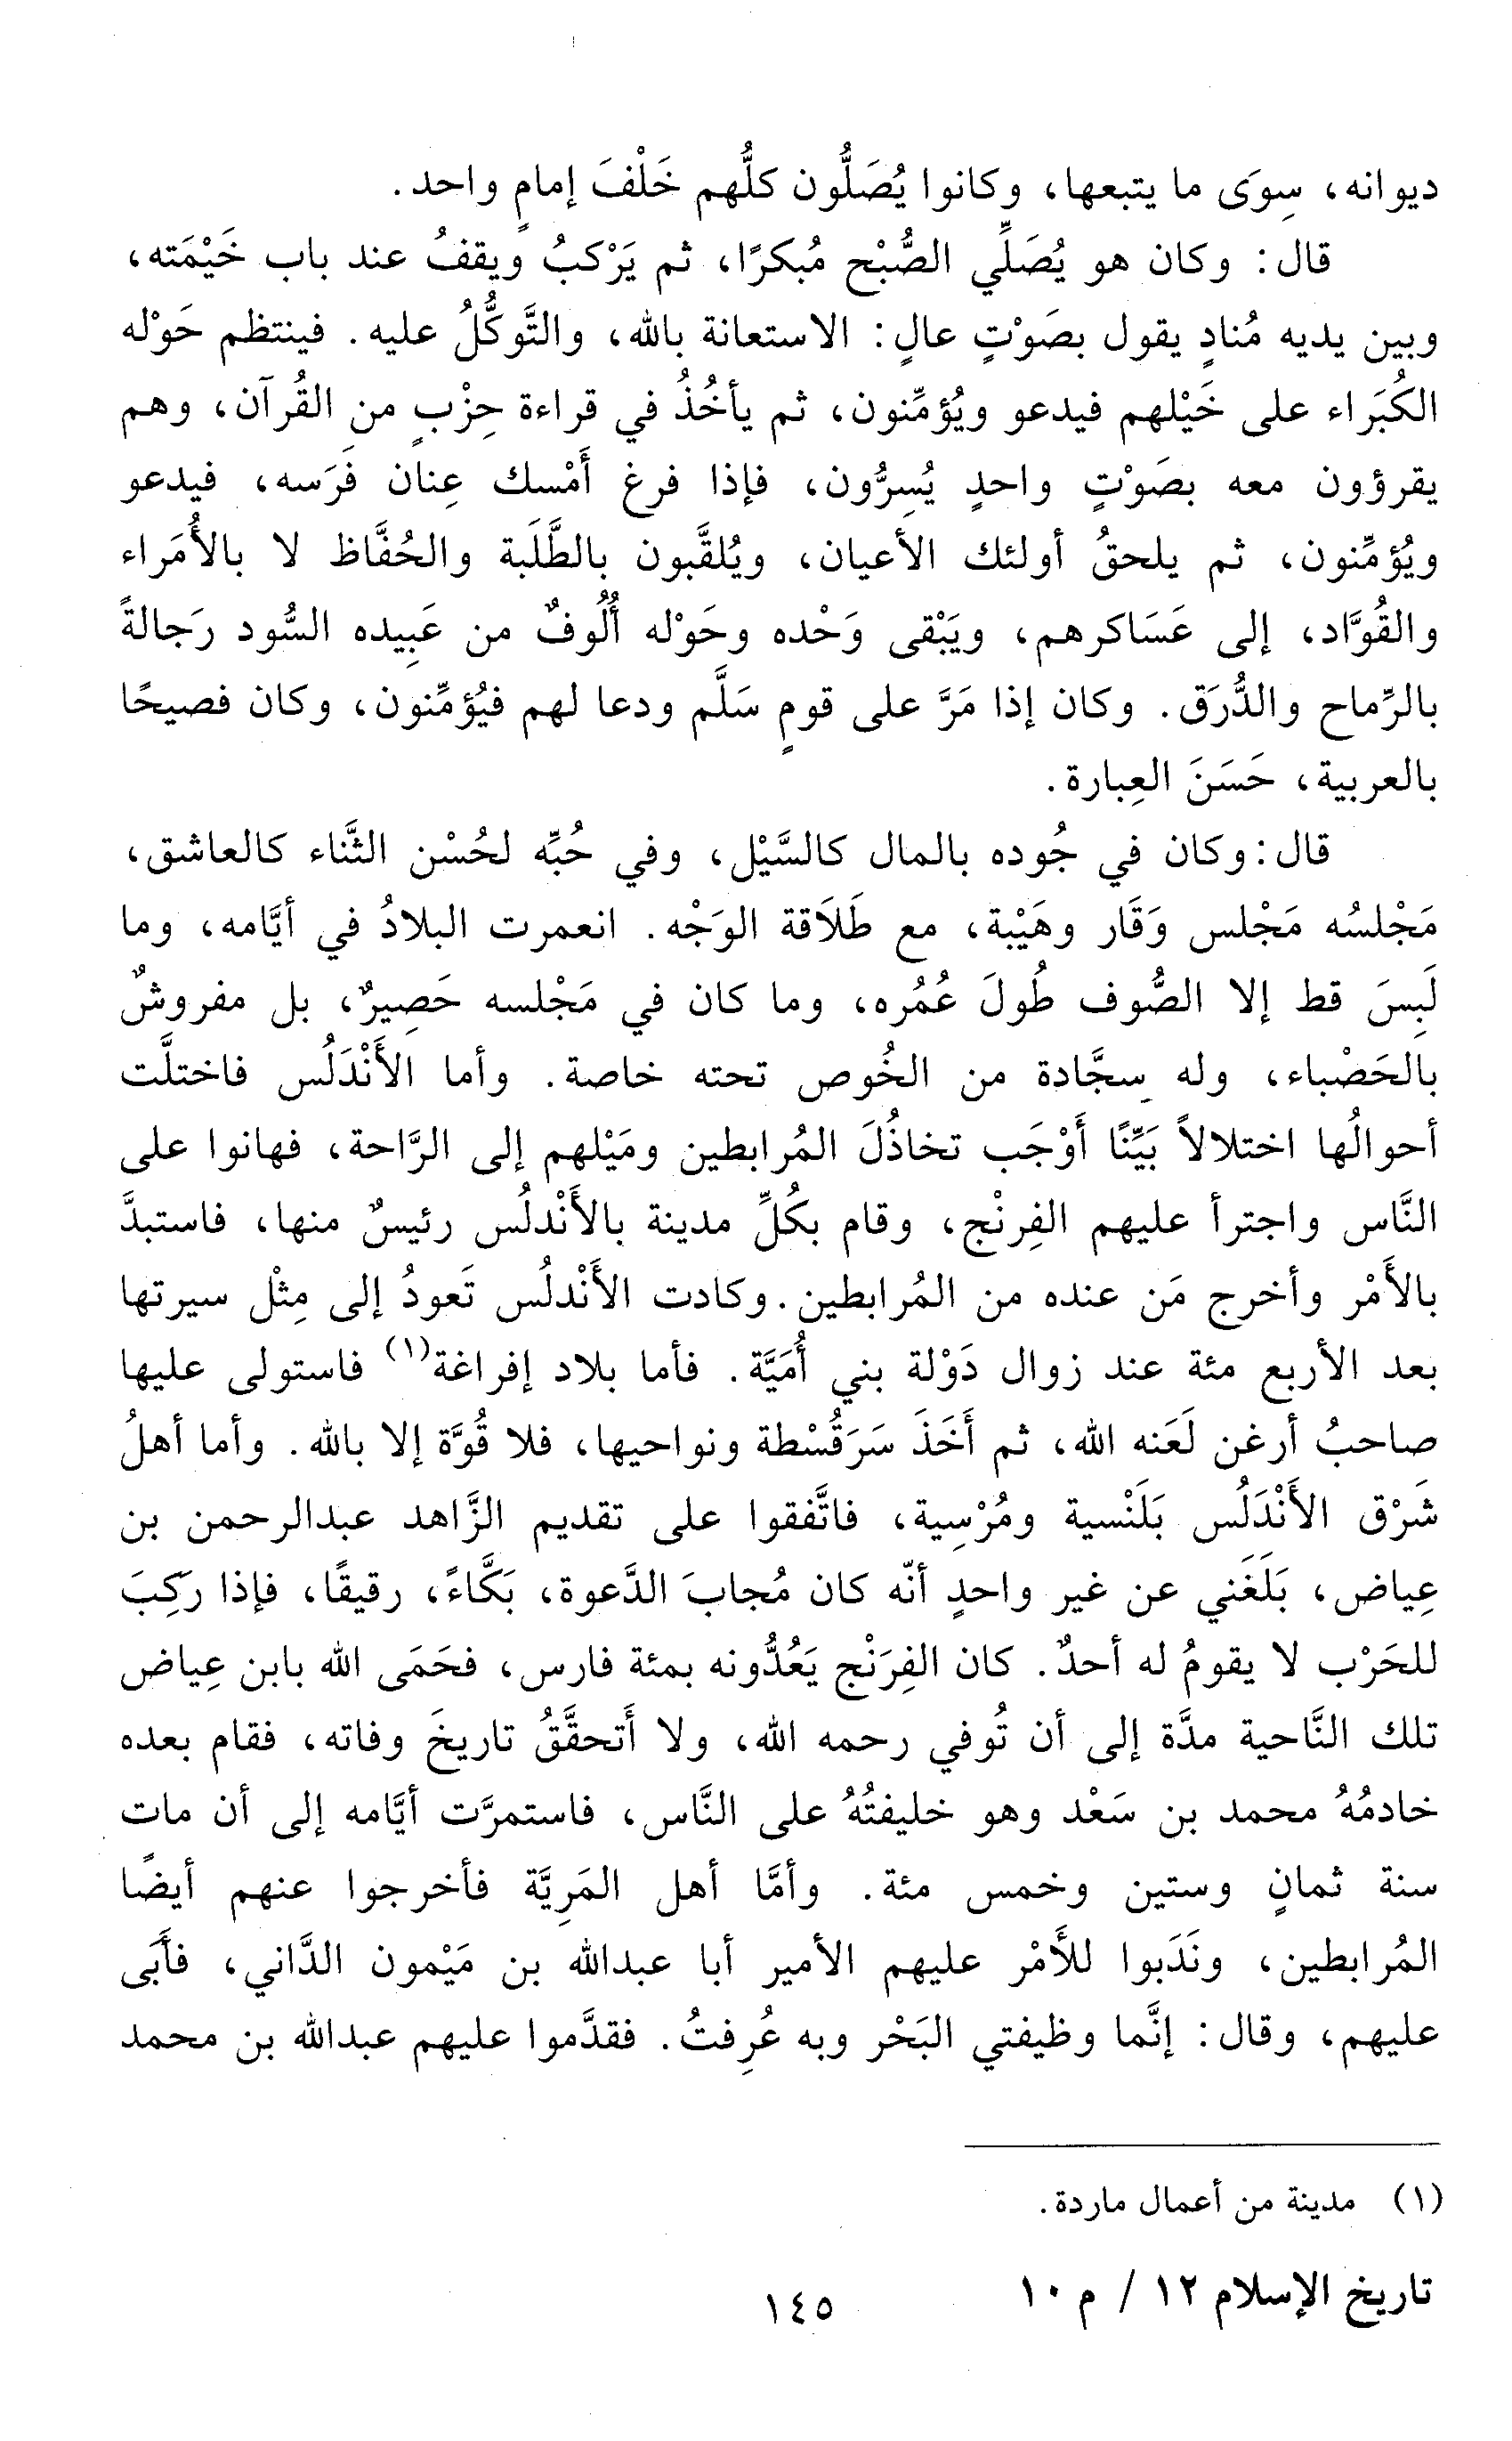 ديوانه، سِوَى ما يتبعها، وكانوا يُصَلُّون كلُّهم خَلْفَ إمامٍ واحد.
قال: وكان هو يُصَلِّي الصُّبْح مُبكرًا، ثم يَرْكبُ ويقفُ عند باب خَيْمَته،
وبين يديه مُنادٍ يقول بصَوْتٍ عالٍ: الاستعانة بالله، والتَّوكُّلُ عليه. فينتظم حَوْله
الكُبَراء على خَيْلهم فيدعو ويُؤمِّنون، ثم يأخُذُ في قراءة حِزْبٍ من القُرآن، وهم
يقرؤون معه بصَوْتٍ واحدٍ يُسِرُّون، فإذا فرغ أَمْسك عِنان فَرَسه، فيدعو
ويُؤمِّنون، ثم يلحقُ أولئك الأعيان، ويُلقَّبون بالطَّلَبة والحُفَّاظ لا بالأُمَراء
والقُوَّاد، إلى عَسَاكرهم، ويَبْقى وَحْده وحَوْله أُلُوفٌ من عَبِيده السُّود رَجالةً
بالرِّماح والدُّرَق. وكان إذا مَرَّ على قومٍ سَلَّم ودعا لهم فيُؤمِّنون، وكان فصيحًا
بالعربية، حَسَنَ العِبارة.
قال: وكان في جُوده بالمال كالسَّيْل، وفي حُبِّه لحُسْن الثَّناء كالعاشق،
مَجْلسُه مَجْلس وَقَار وهَيْبة، مع طَلَاقة الوَجْه. انعمرت البلادُ في أيَّامه، وما
لَبِسَ قط إلا الصُّوف طُولَ عُمُره، وما كان في مَجْلسه حَصِيرٌ، بل مفروشٌ
بالحَصْباء، وله سِجَّادة من الخُوص تحته خاصة. وأما الأَنْدَلُس فاختلَّت
أحوالُها اختلالاً بَيِّنًا أَوْجَب تخاذُلَ المُرابطين ومَيْلهم إلى الرَّاحة، فهانوا على
النَّاس واجترأ عليهم الفِرنْج، وقام بكُلِّ مدينة بالأَنْدلُس رئيسٌ منها، فاستبدَّ
بالأَمْر وأخرج مَن عنده من المُرابطين. وكادت الأَنْدلُس تَعودُ إلى مِثْل سيرتها
بعد الأربع مئة عند زوال دَوْلة بني أُمَيَّة. فأما بلاد إفراغة(١) فاستولى عليها
صاحبُ أرغن لَعَنه الله، ثم أَخَذَ سَرَقُسْطة ونواحيها، فلا قُوَّة إلا بالله. وأما أهلُ
شَرْق الأَنْدَلُس بَلَنْسية ومُرْسِية، فاتَّفقوا على تقديم الزَّاهد عبدالرحمن بن
عِياض، بَلَغَني عن غير واحدٍ أنّه كان مُجابَ الدَّعوة، بَكَّاءً، رقيقًا، فإذا رَكِبَ
للحَرْب لا يقومُ له أحدٌ. كان الفِرَنْج يَعُدُّونه بمئة فارس، فحَمَى الله بابن عِياض
تلك النَّاحية مدَّة إلى أن تُوفي رحمه الله، ولا أَتحقَّقُ تاريخَ وفاته، فقام بعده
خادمُهُ محمد بن سَعْد وهو خليفتُهُ على النَّاس، فاستمرَّت أيَّامه إلى أن مات
سنة ثمانٍ وستين وخمس مئة. وأمَّا أهل المَرِيَّة فأخرجوا عنهم أيضًا
المُرابطين، ونَدَبوا للأَمْر عليهم الأمير أبا عبدالله بن مَيْمون الدَّاني، فأَبَى
عليهم، وقال: إنَّما وظيفتي البَحْر وبه عُرِفتُ. فقدَّموا عليهم عبدالله بن محمد
(١) مدينة من أعمال ماردة.
تاريخ الإسلام ١٢ / م ١٠
١٤٥